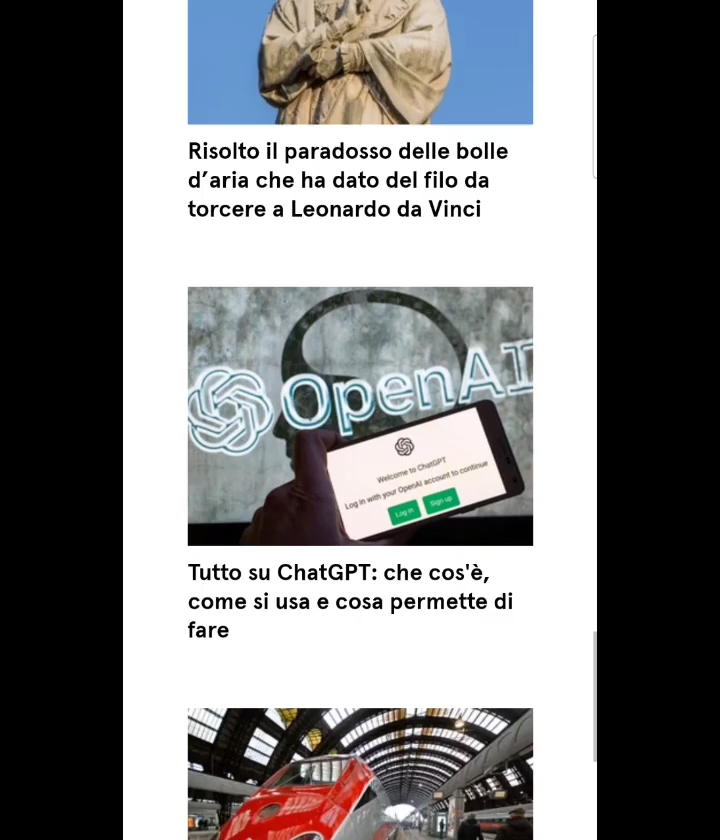 Risolto il paradosso delle bolle
d’aria che ha dato del filo da
torcere a Leonardo da Vinci
OpenAI
Welcome to ChatGPT
Log in with your OpenAI account to continue
Log in Sign up
Tutto su ChatGPT: che cos'è,
come si usa e cosa permette di
fare